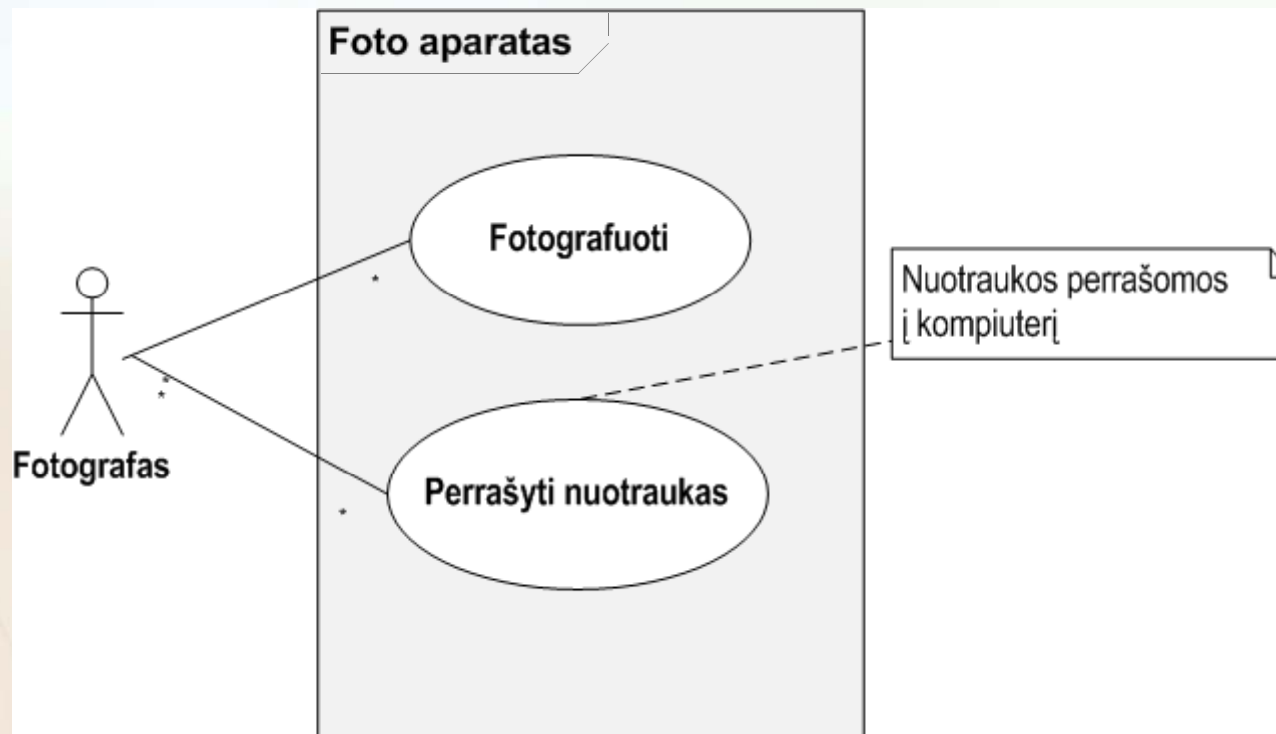 Foto aparatas
Fotografuoti
*
Nuotraukos perrašomos
į kompiuterį
*
*
Fotografas
Perrašyti nuotraukas
*